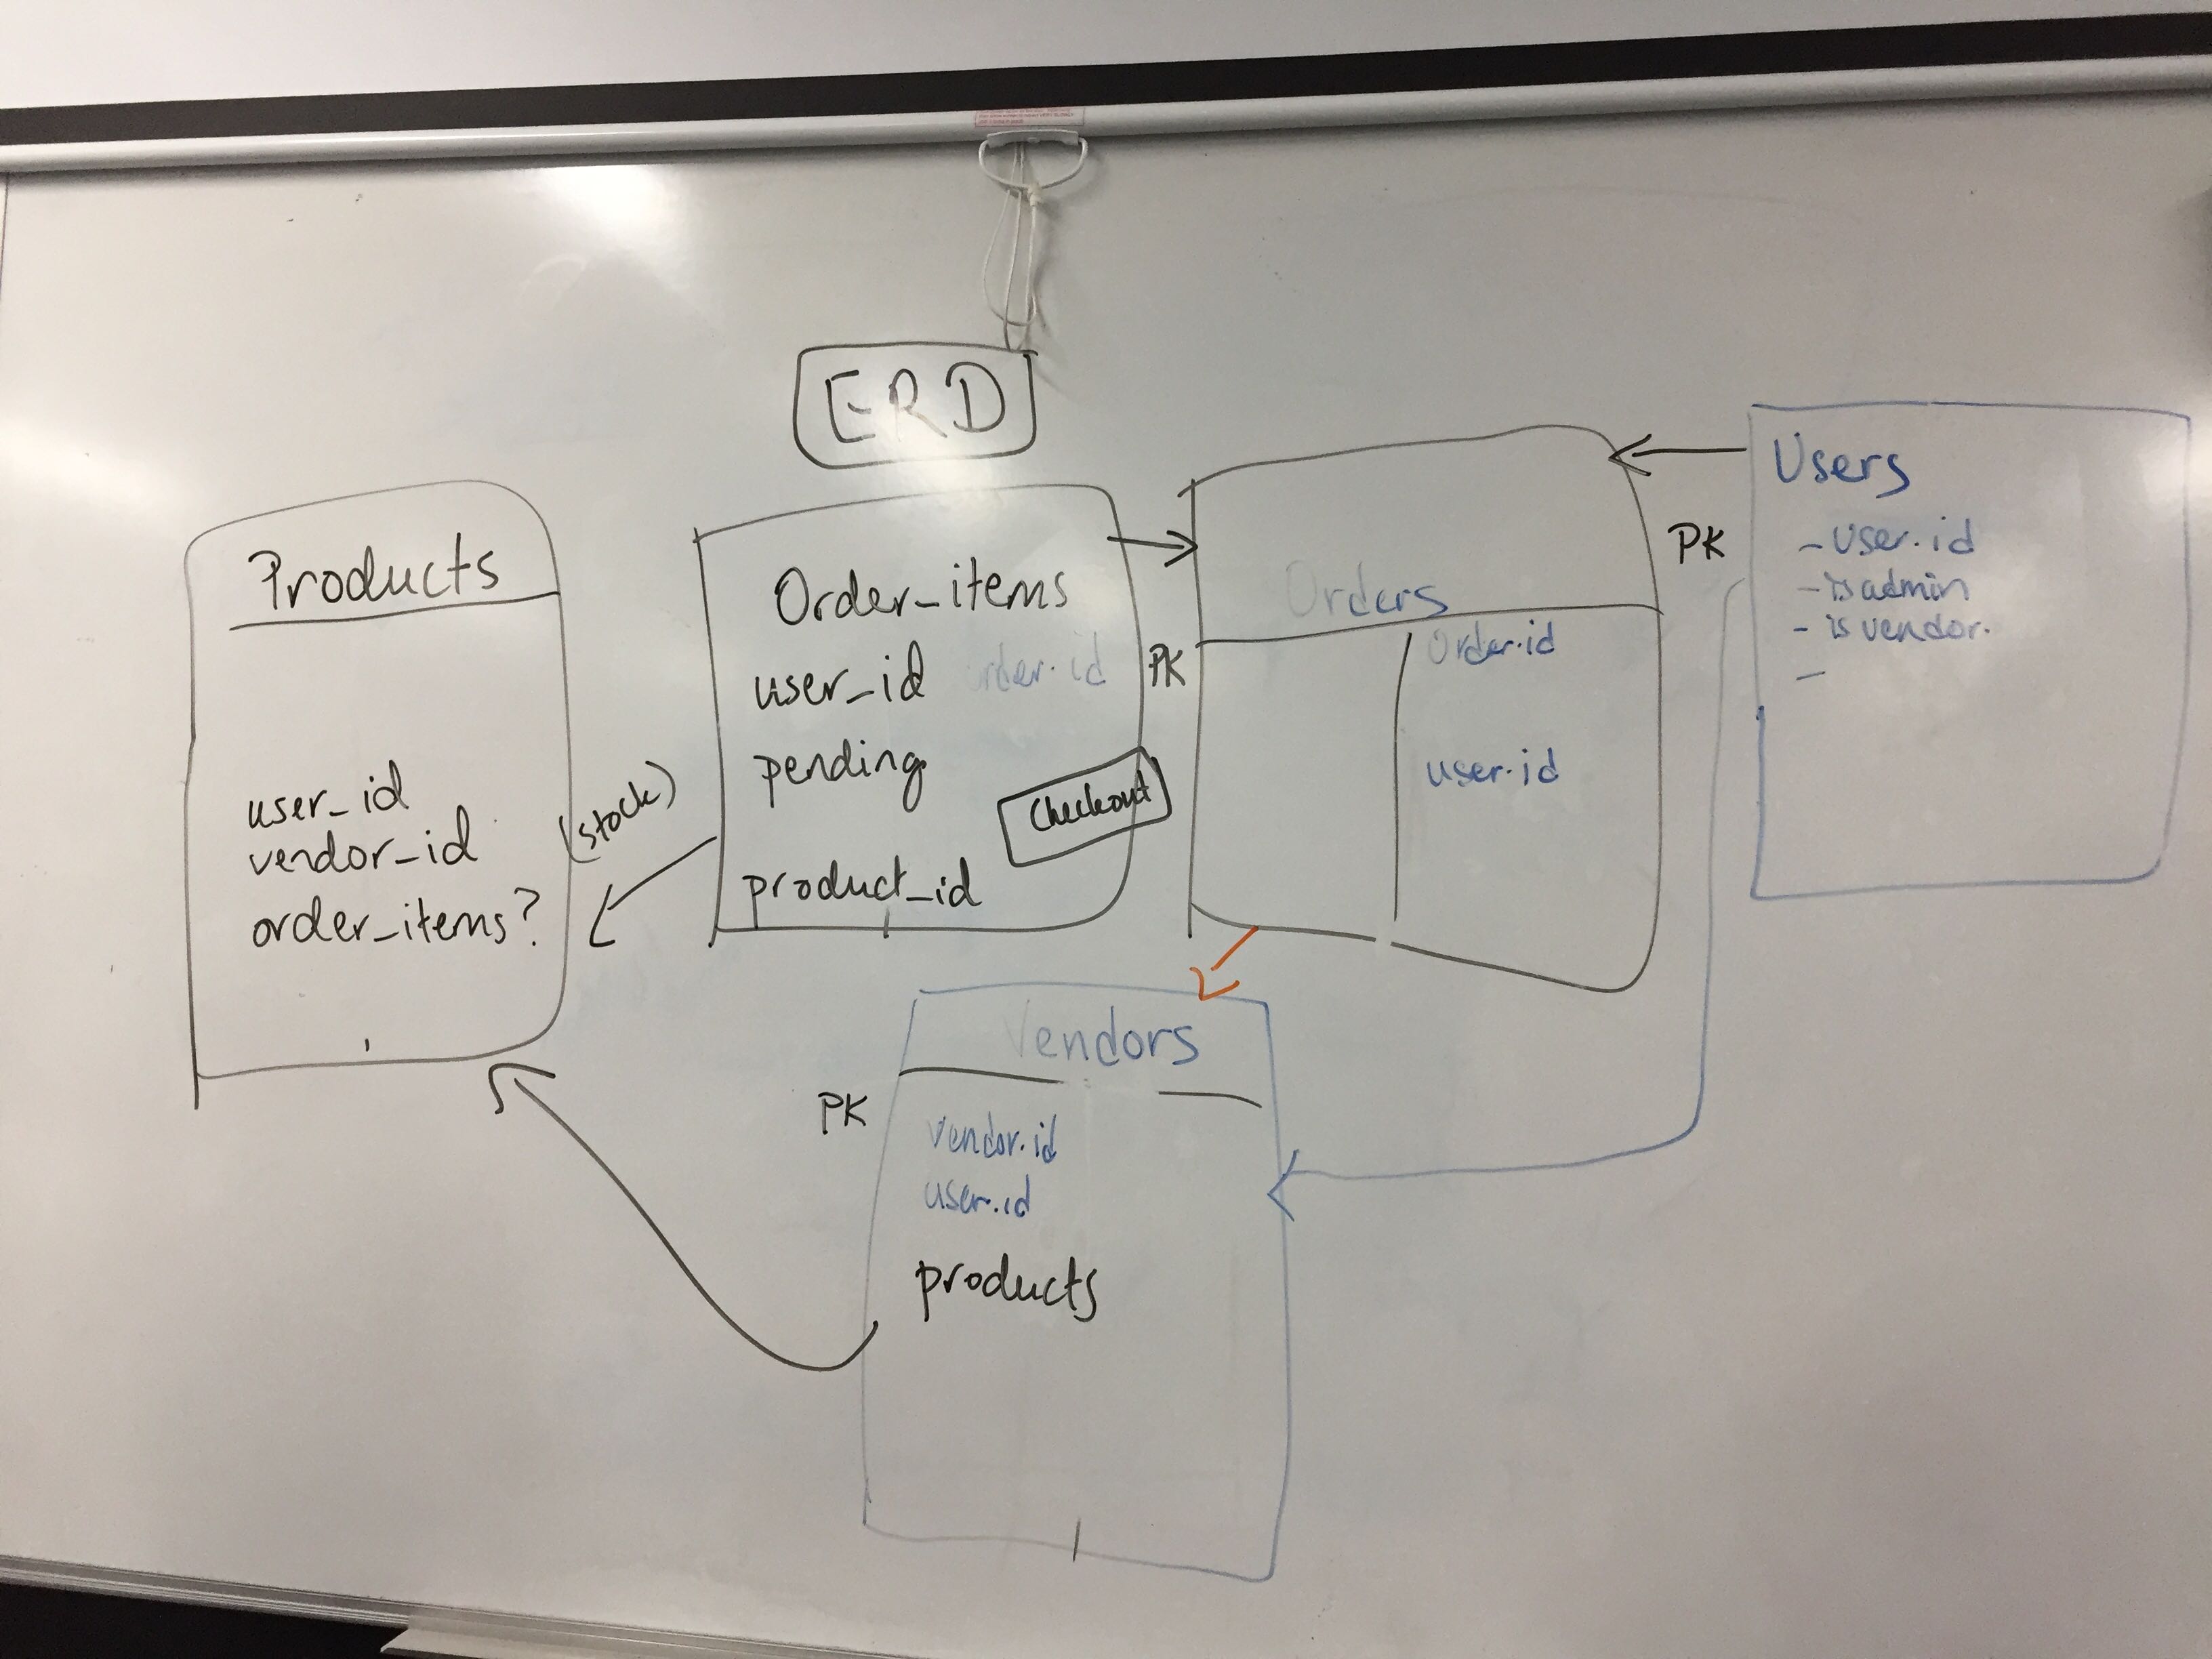 ERD
Products
user_id
vendor_id
order_items?
(stock)
Order_items
user_id order.id
pending
Checkout
product_id
Orders
PK
Order.id
user.id
Users
PK
- user.id
- is admin
- is vendor.
-
Vendors
PK
Vendor.id
user.id
products